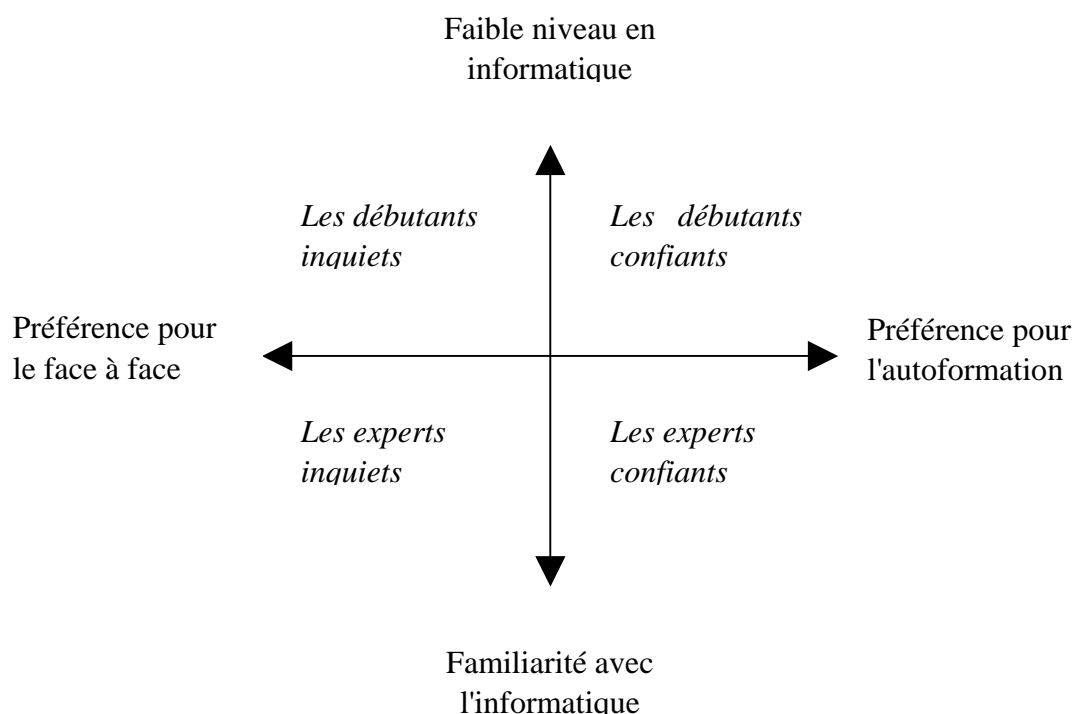 Faible niveau en
informatique
Les débutants
inquiets
Les débutants
confiants
Préférence pour
le face à face
Préférence pour
l'autoformation
Les experts
inquiets
Les experts
confiants
Familiarité avec
l'informatique